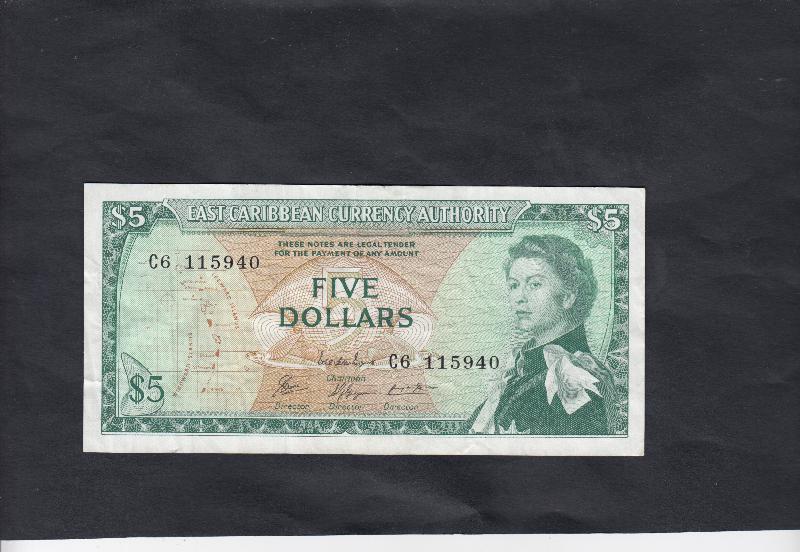 $5 EAST CARIBBEAN CURRENCY AUTHORITY $5
THESE NOTES ARE LEGAL TENDER
FOR THE PAYMENT OF ANY AMOUNT
C6 115940
5
FIVE
DOLLARS
C6 115940
Chairman
$5
Director Director Director